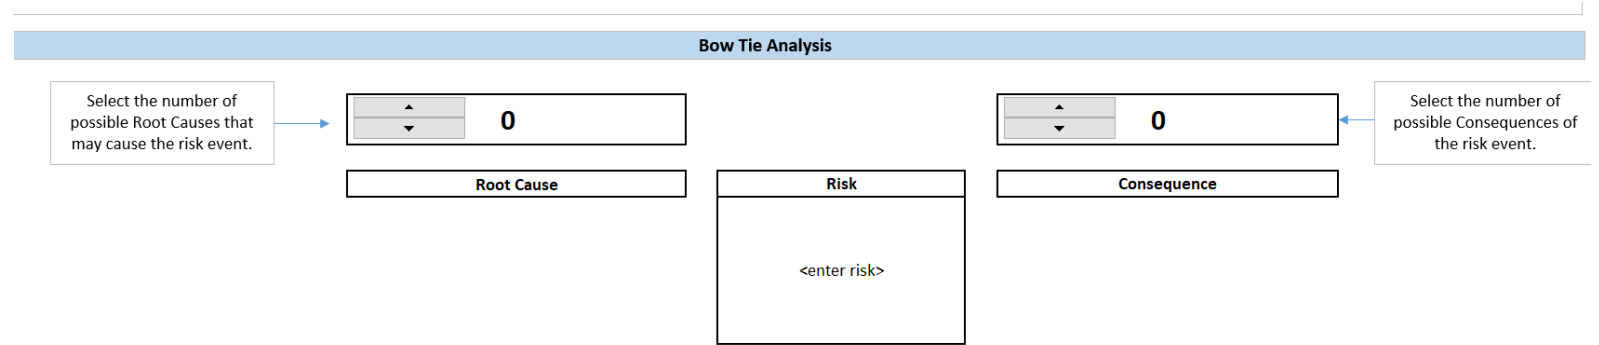 Bow Tie Analysis
Select the number of
possible Root Causes that
may cause the risk event.
0
0
Select the number of
possible Consequences of
the risk event.
Root Cause
Risk
Consequence
<enter risk>